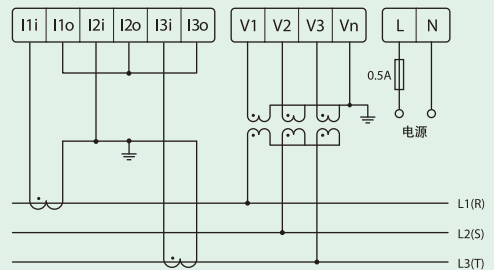 I1i I1o I2i I2o I3i I3o V1 V2 V3 Vn L N
0.5A
电源
L1(R)
L2(S)
L3(T)